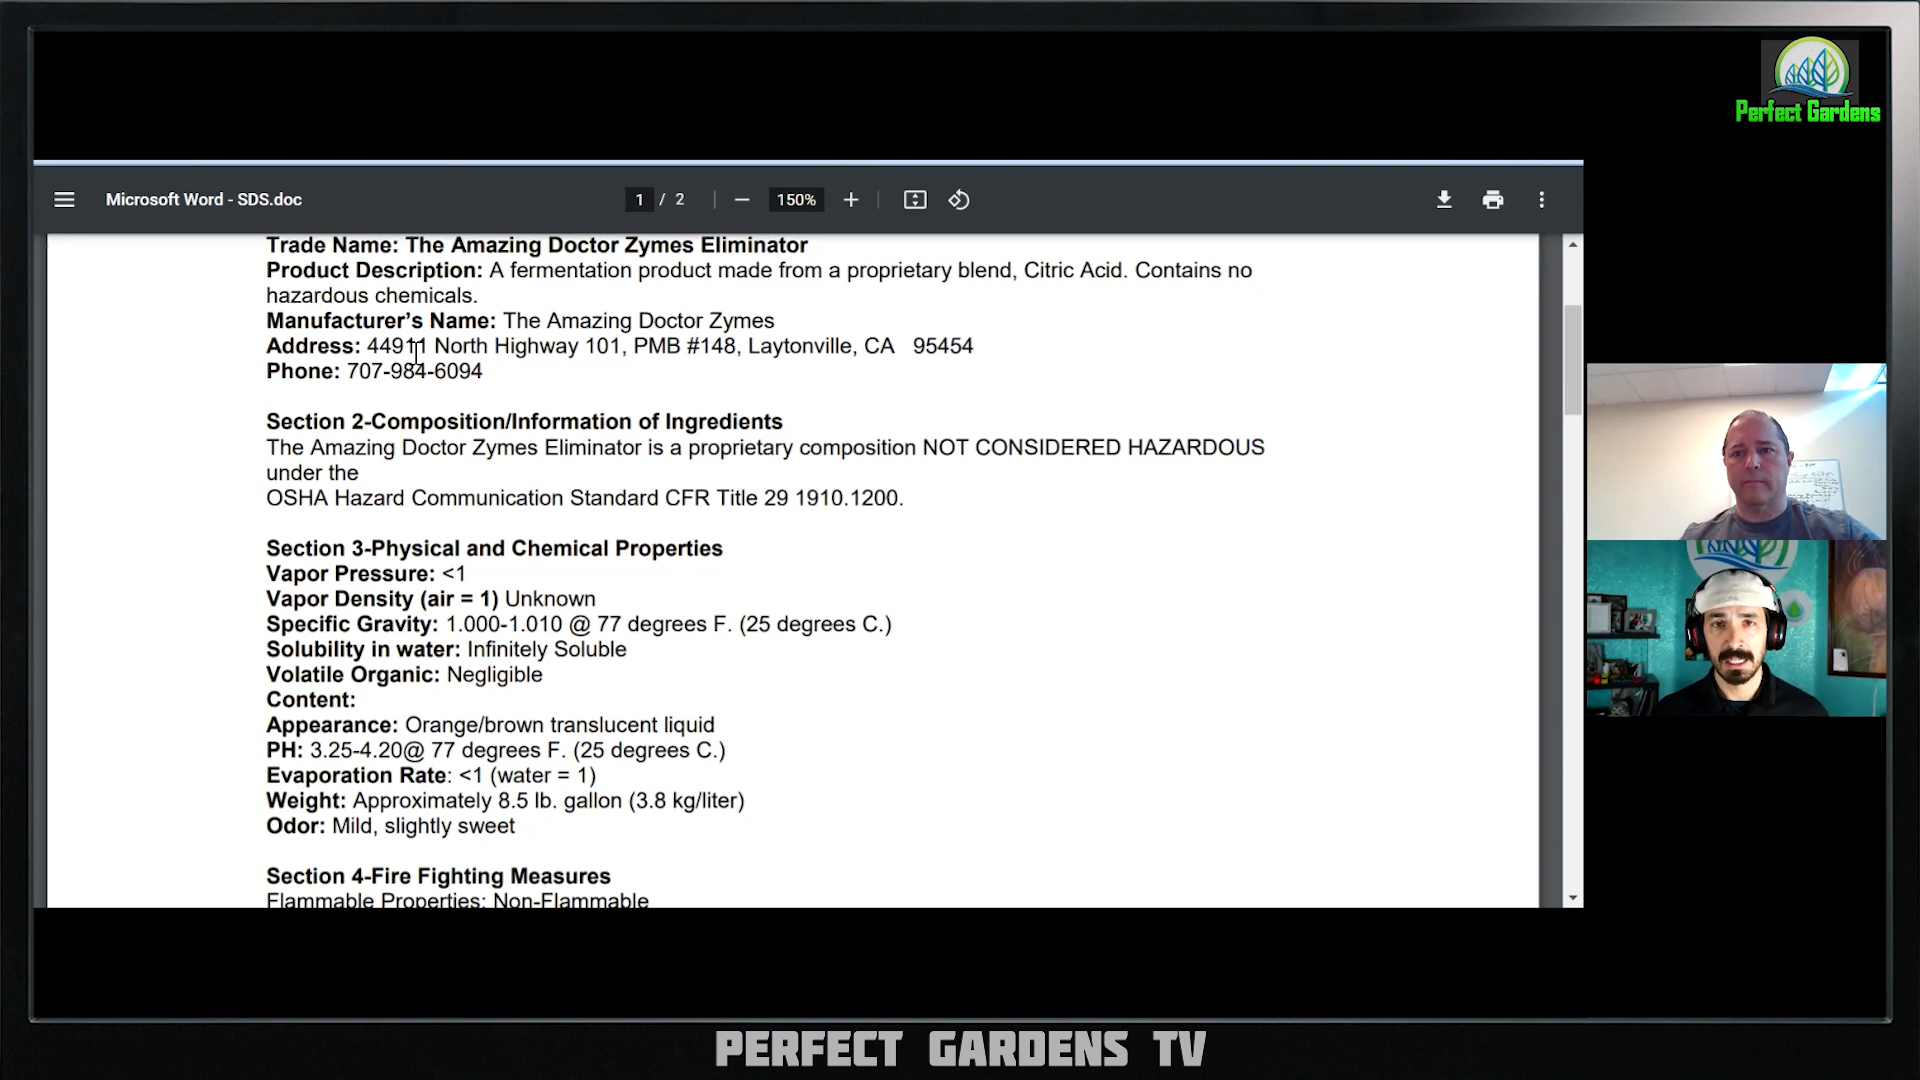 Perfect Gardens
Microsoft Word - SDS.doc
1 / 2
150%
Trade Name: The Amazing Doctor Zymes Eliminator
Product Description: A fermentation product made from a proprietary blend, Citric Acid. Contains no
hazardous chemicals.
Manufacturer's Name: The Amazing Doctor Zymes
Address: 44911 North Highway 101, PMB #148, Laytonville, CA 95454
Phone: 707-984-6094
Section 2-Composition/Information of Ingredients
The Amazing Doctor Zymes Eliminator is a proprietary composition NOT CONSIDERED HAZARDOUS
under the
OSHA Hazard Communication Standard CFR Title 29 1910.1200.
Section 3-Physical and Chemical Properties
Vapor Pressure: <1
Vapor Density (air = 1) Unknown
Specific Gravity: 1.000-1.010 @ 77 degrees F. (25 degrees C.)
Solubility in water: Infinitely Soluble
Volatile Organic: Negligible
Content:
Appearance: Orange/brown translucent liquid
PH: 3.25-4.20@ 77 degrees F. (25 degrees C.)
Evaporation Rate: <1 (water = 1)
Weight: Approximately 8.5 lb. gallon (3.8 kg/liter)
Odor: Mild, slightly sweet
Section 4-Fire Fighting Measures
Flammable Properties: Non-Flammable
PERFECT GARDENS TV